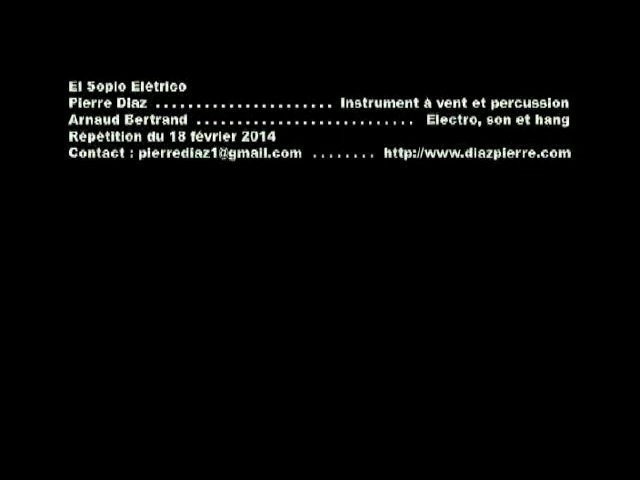 El Soplo Elétrico
Pierre Diaz ...................... Instrument à vent et percussion
Arnaud Bertrand ........................... Electro, son et hang
Répétition du 18 février 2014
Contact : pierrediaz1@gmail.com ........ http://www.diazpierre.com